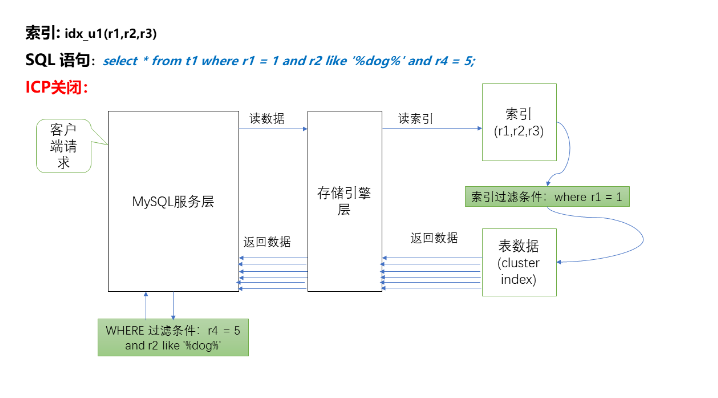 索引: idx_u1(r1,r2,r3)
SQL 语句：select * from t1 where r1 = 1 and r2 like '%dog%' and r4 = 5;
ICP关闭：
客户
端请
求
MySQL服务层
读数据
存储引擎
层
读索引
索引
(r1,r2,r3)
索引过滤条件：where r1 = 1
返回数据
返回数据
表数据
(cluster
index)
WHERE 过滤条件：r4 = 5
and r2 like '%dog%'